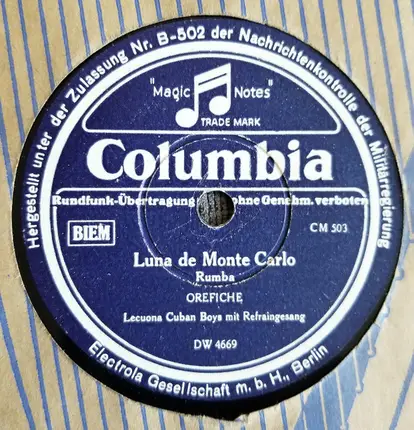 Hergestellt unter der Zulassung Nr. B-502 der Nachrichtenkontrolle der Militärregierung
"Magic Notes"
TRADE MARK
Columbia
Rundfunk-Übertragung ohne Genehm. verboten
BIEM
CM 503
Luna de Monte Carlo
Rumba
OREFICHE
Lecuona Cuban Boys mit Refraingesang
DW 4669
Electrola Gesellschaft m. b. H., Berlin